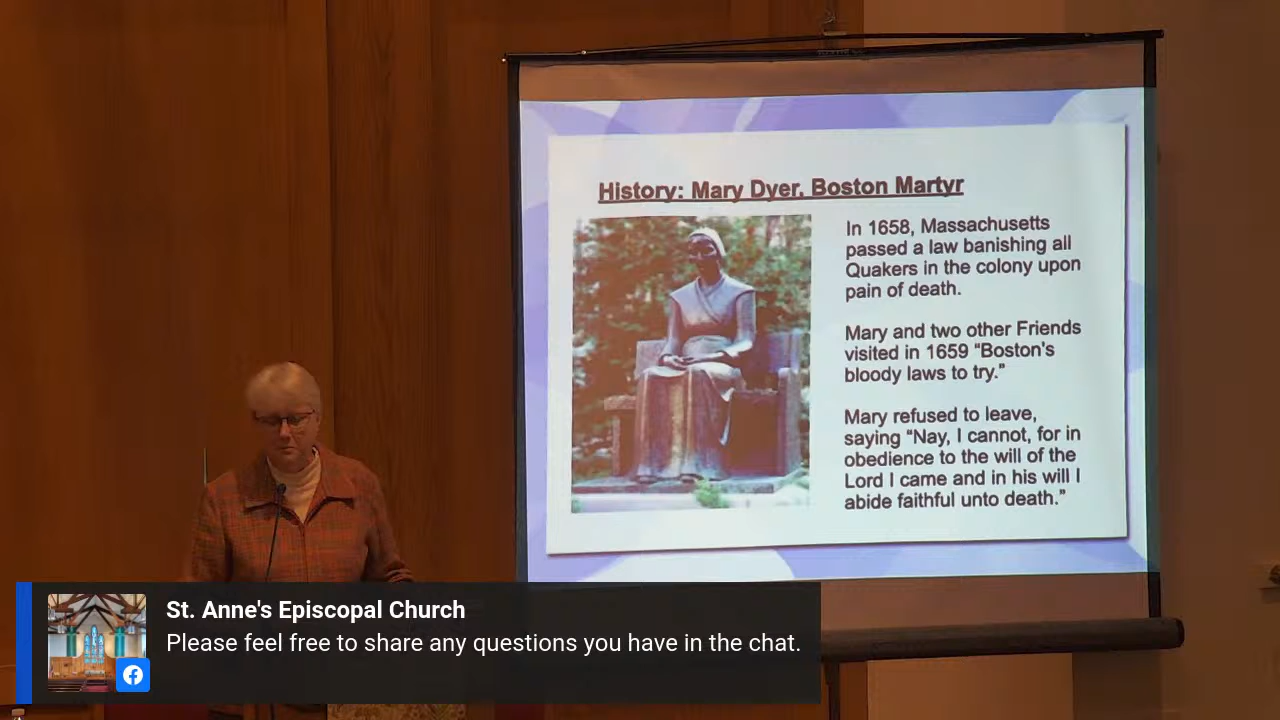 History: Mary Dyer, Boston Martyr
In 1658, Massachusetts
passed a law banishing all
Quakers in the colony upon
pain of death.
Mary and two other Friends
visited in 1659 “Boston's
bloody laws to try.”
Mary refused to leave,
saying “Nay, I cannot, for in
obedience to the will of the
Lord I came and in his will I
abide faithful unto death.”
St. Anne's Episcopal Church
Please feel free to share any questions you have in the chat.